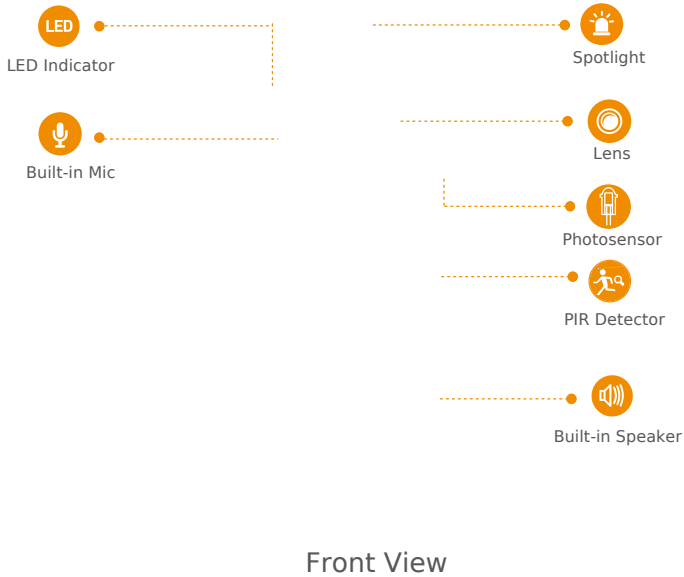 LED
LED Indicator
Built-in Mic
Spotlight
Lens
Photosensor
PIR Detector
Built-in Speaker
Front View